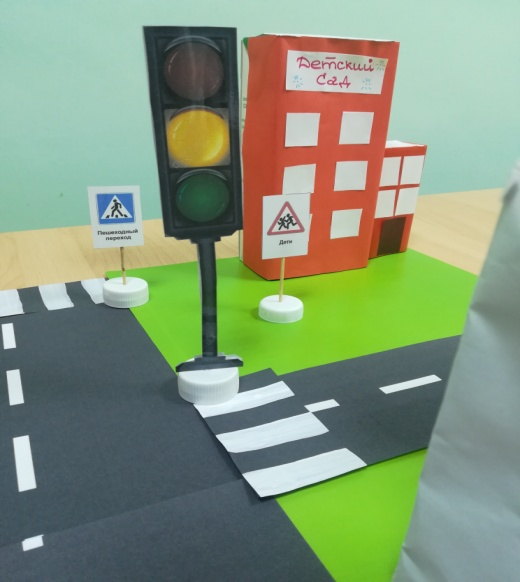 Детский
Сад
Пешеходный
переход
Дети